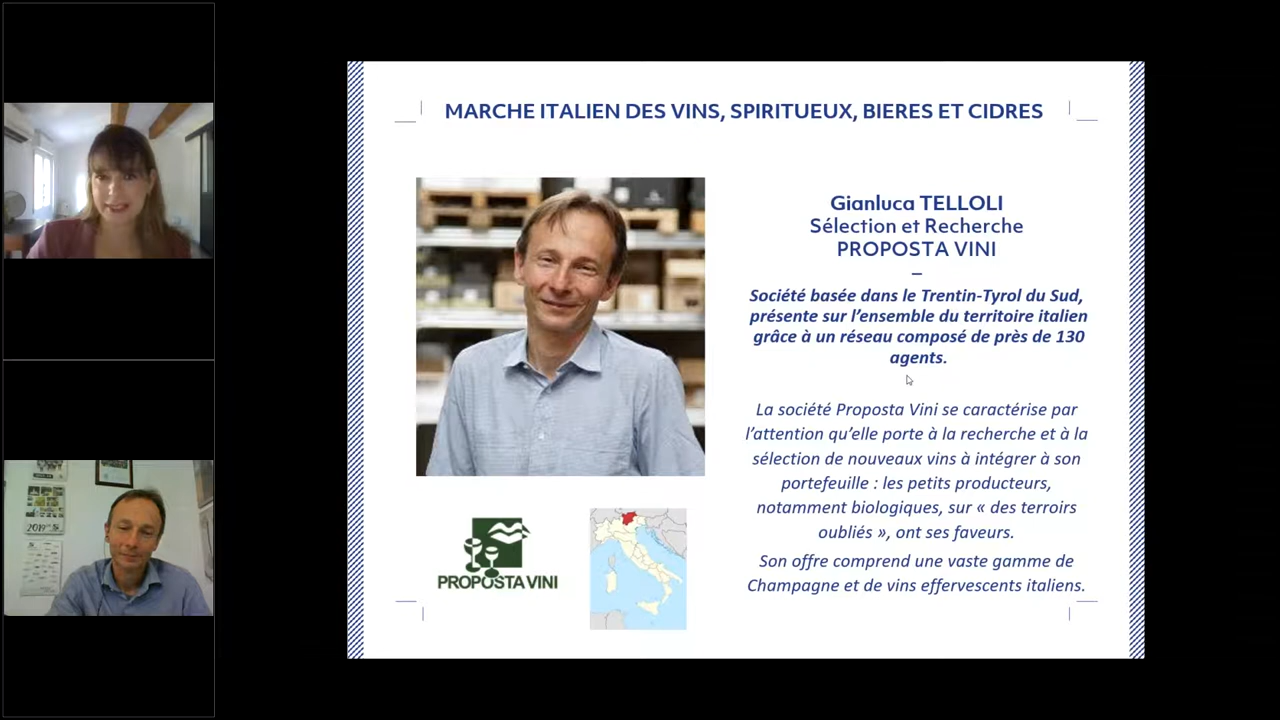 MARCHE ITALIEN DES VINS, SPIRITUEUX, BIERES ET CIDRES
Gianluca TELLOLI
Sélection et Recherche
PROPOSTA VINI
–
Société basée dans le Trentin-Tyrol du Sud,
présente sur l’ensemble du territoire italien
grâce à un réseau composé de près de 130
agents.
La société Proposta Vini se caractérise par
l’attention qu’elle porte à la recherche et à la
sélection de nouveaux vins à intégrer à son
portefeuille : les petits producteurs,
notamment biologiques, sur « des terroirs
oubliés », ont ses faveurs.
Son offre comprend une vaste gamme de
Champagne et de vins effervescents italiens.
PROPOSTA VINI
2019